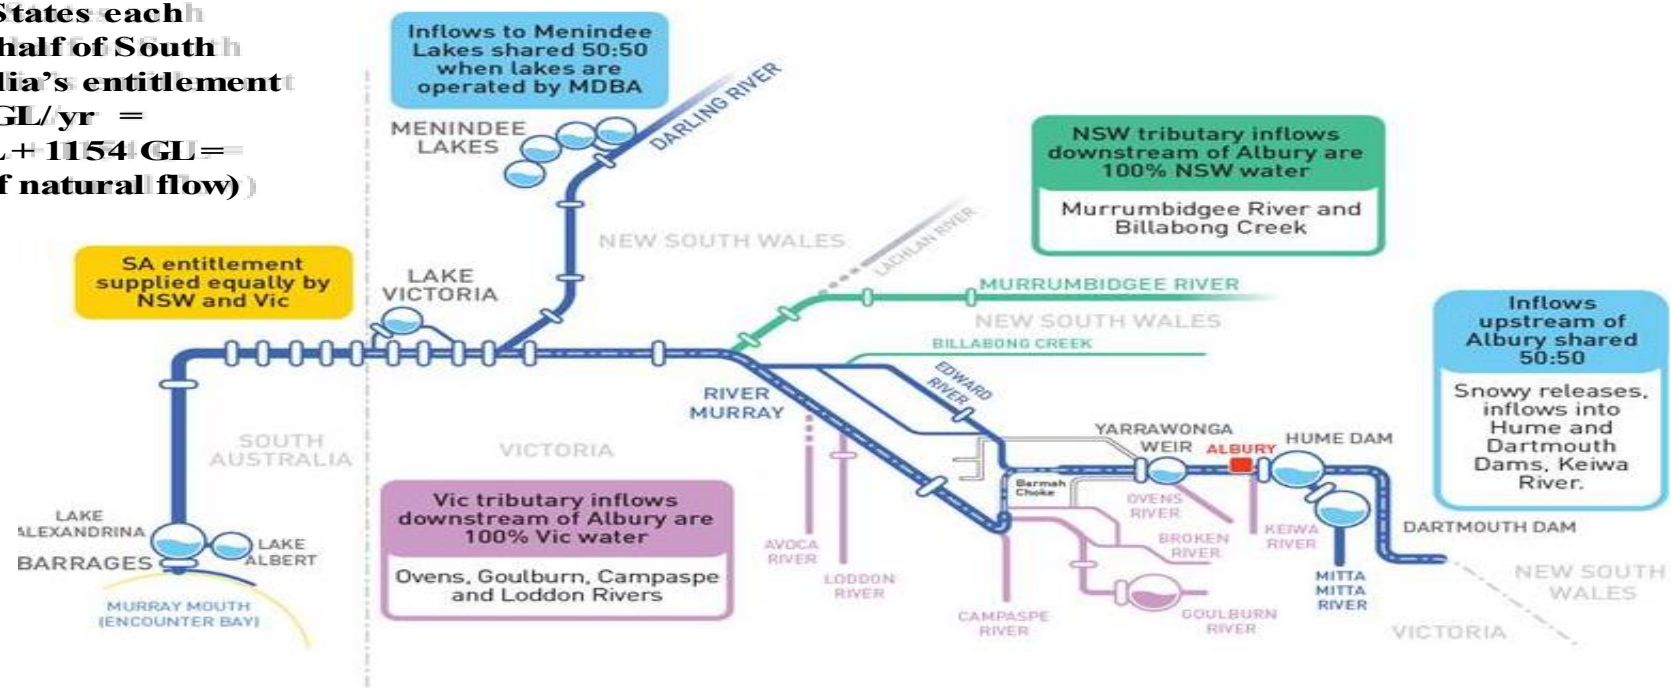 States each
half of South
lia’s entitlement
GL/yr =
L + 1154 GL =
f natural flow)
Inflows to Menindee
Lakes shared 50:50
when lakes are
operated by MDBA
MENINDEE
LAKES
DARLING RIVER
NSW tributary inflows
downstream of Albury are
100% NSW water
Murrumbidgee River and
Billabong Creek
NEW SOUTH WALES
LACHLAN RIVER
SA entitlement
supplied equally by
NSW and Vic
LAKE
VICTORIA
MURRUMBIDGEE RIVER
NEW SOUTH WALES
BILLABONG CREEK
Inflows
upstream of
Albury shared
50:50
Snowy releases,
inflows into
Hume and
Dartmouth
Dams, Keiwa
River.
EDWARD
RIVER
RIVER
MURRAY
SOUTH
AUSTRALIA
VICTORIA
YARRAWONGA
WEIR
ALBURY
HUME DAM
Barmah
Choke
Vic tributary inflows
downstream of Albury are
100% Vic water
Ovens, Goulburn, Campaspe
and Loddon Rivers
OVENS
RIVER
KEIWA
RIVER
DARTMOUTH DAM
BROKEN
RIVER
AVOCA
RIVER
LODDON
RIVER
CAMPASPE
RIVER
GOULBURN
RIVER
MITTA
MITTA
RIVER
NEW SOUTH
WALES
VICTORIA
LAKE
ALEXANDRINA
BARRAGES
LAKE
ALBERT
MURRAY MOUTH
(ENCOUNTER BAY)